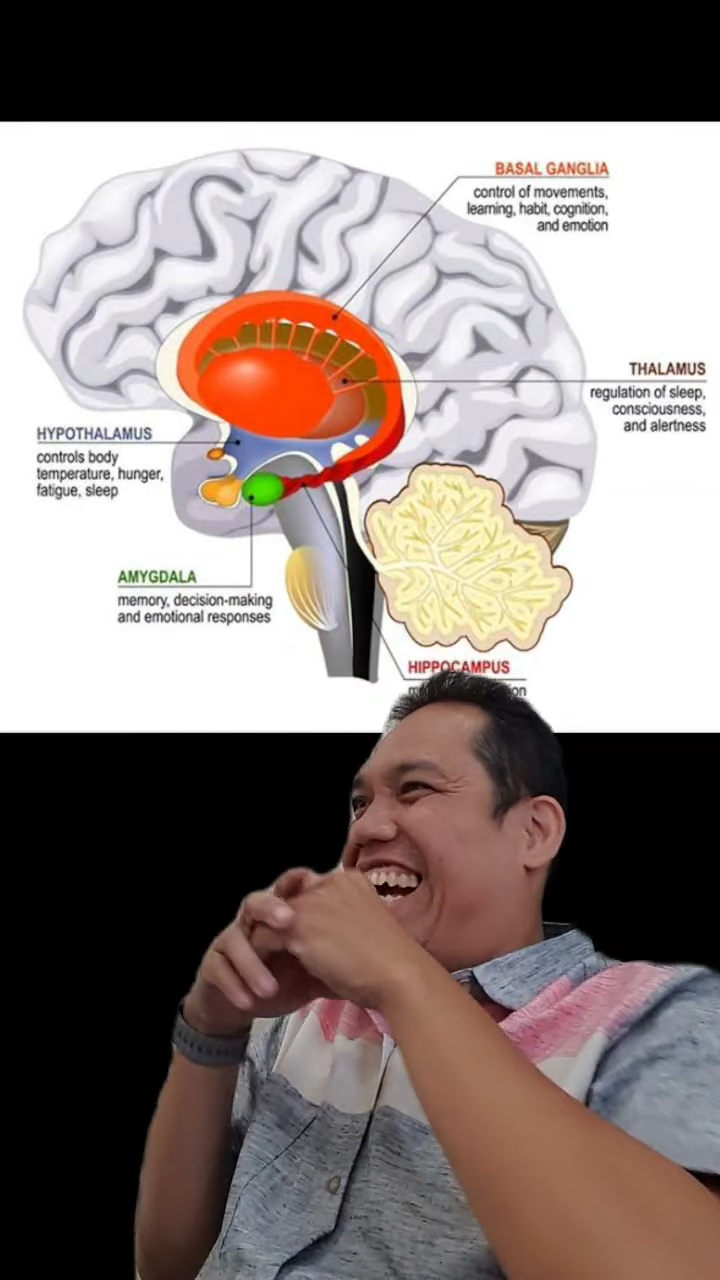 BASAL GANGLIA
control of movements,
learning, habit, cognition,
and emotion
THALAMUS
regulation of sleep,
consciousness,
and alertness
HYPOTHALAMUS
controls body
temperature, hunger,
fatigue, sleep
AMYGDALA
memory, decision-making
and emotional responses
HIPPOCAMPUS